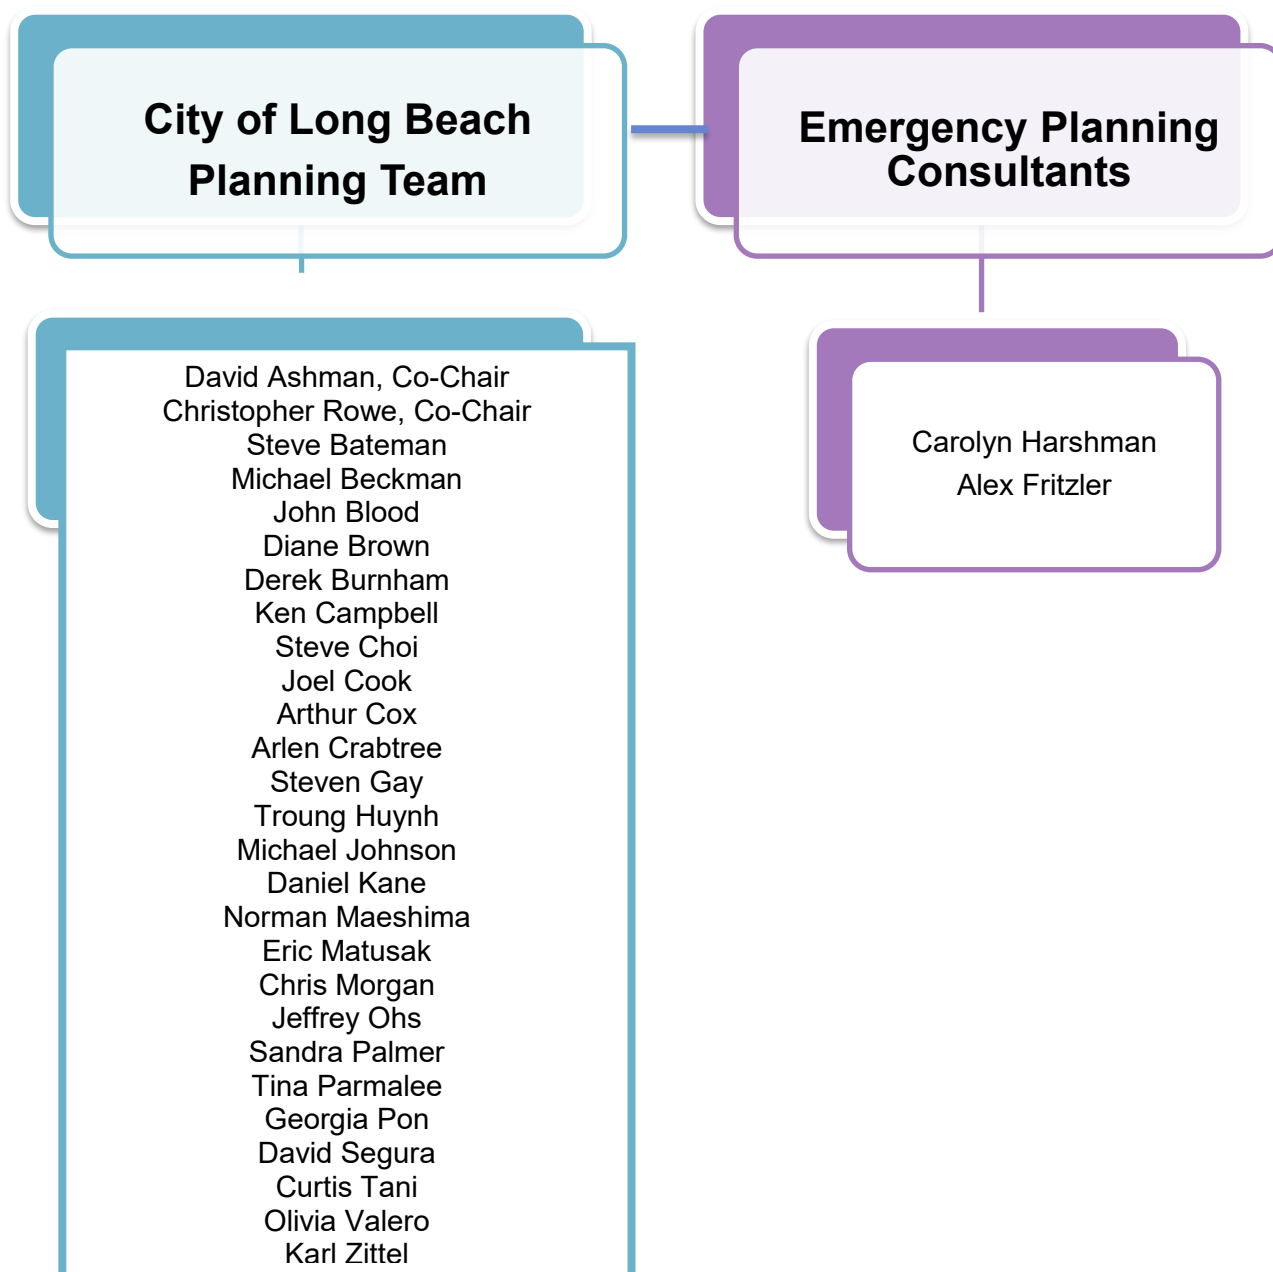 City of Long Beach
Planning Team
Emergency Planning
Consultants
David Ashman, Co-Chair
Christopher Rowe, Co-Chair
Steve Bateman
Michael Beckman
John Blood
Diane Brown
Derek Burnham
Ken Campbell
Steve Choi
Joel Cook
Arthur Cox
Arlen Crabtree
Steven Gay
Troung Huynh
Michael Johnson
Daniel Kane
Norman Maeshima
Eric Matusak
Chris Morgan
Jeffrey Ohs
Sandra Palmer
Tina Parmalee
Georgia Pon
David Segura
Curtis Tani
Olivia Valero
Karl Zittel
Carolyn Harshman
Alex Fritzler